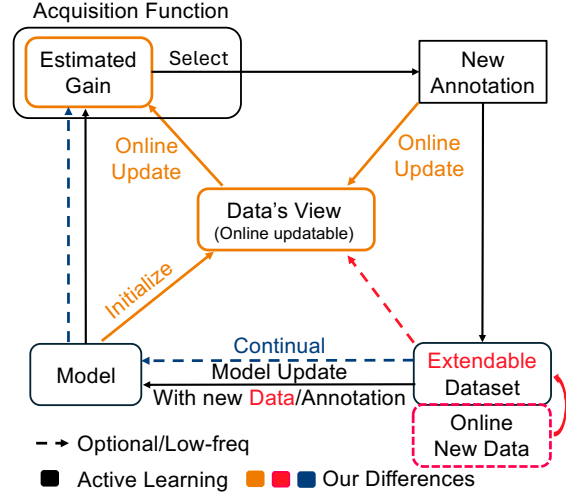 Acquisition Function
Estimated
Gain
Select
New
Annotation
Online
Update
Online
Update
Data's View
(Online updatable)
Initialize
Continual
Model
Model Update
With new Data/Annotation
Extendable
Dataset
Online
New Data
Optional/Low-freq
Active Learning
Our Differences